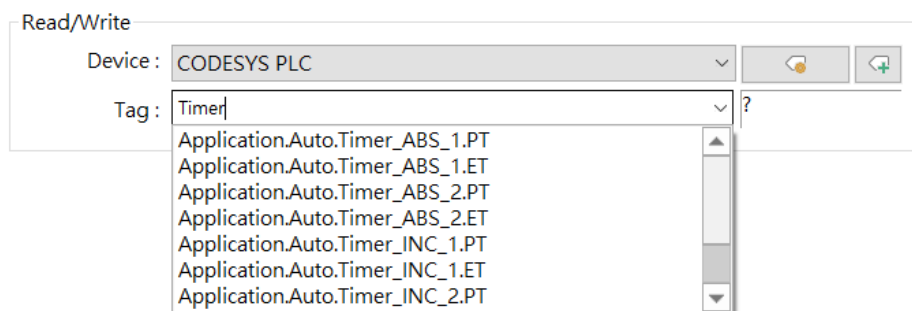 Read/Write
Device : CODESYS PLC
Tag : Timer ?
Application.Auto.Timer_ABS_1.PT
Application.Auto.Timer_ABS_1.ET
Application.Auto.Timer_ABS_2.PT
Application.Auto.Timer_ABS_2.ET
Application.Auto.Timer_INC_1.PT
Application.Auto.Timer_INC_1.ET
Application.Auto.Timer_INC_2.PT